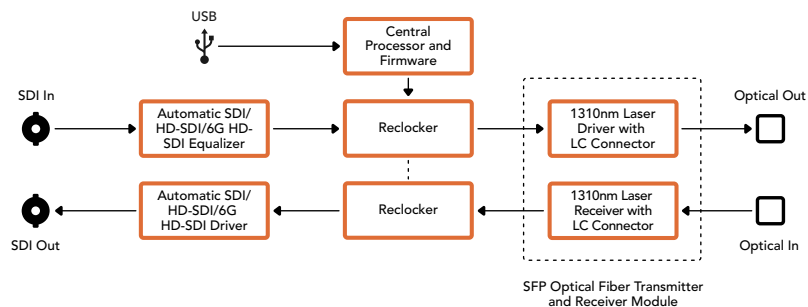 USB
Central
Processor and
Firmware
SDI In
Automatic SDI/
HD-SDI/6G HD-
SDI Equalizer
Reclocker
1310nm Laser
Driver with
LC Connector
Optical Out
SDI Out
Automatic SDI/
HD-SDI/6G
HD-SDI Driver
Reclocker
1310nm Laser
Receiver with
LC Connector
Optical In
SFP Optical Fiber Transmitter
and Receiver Module